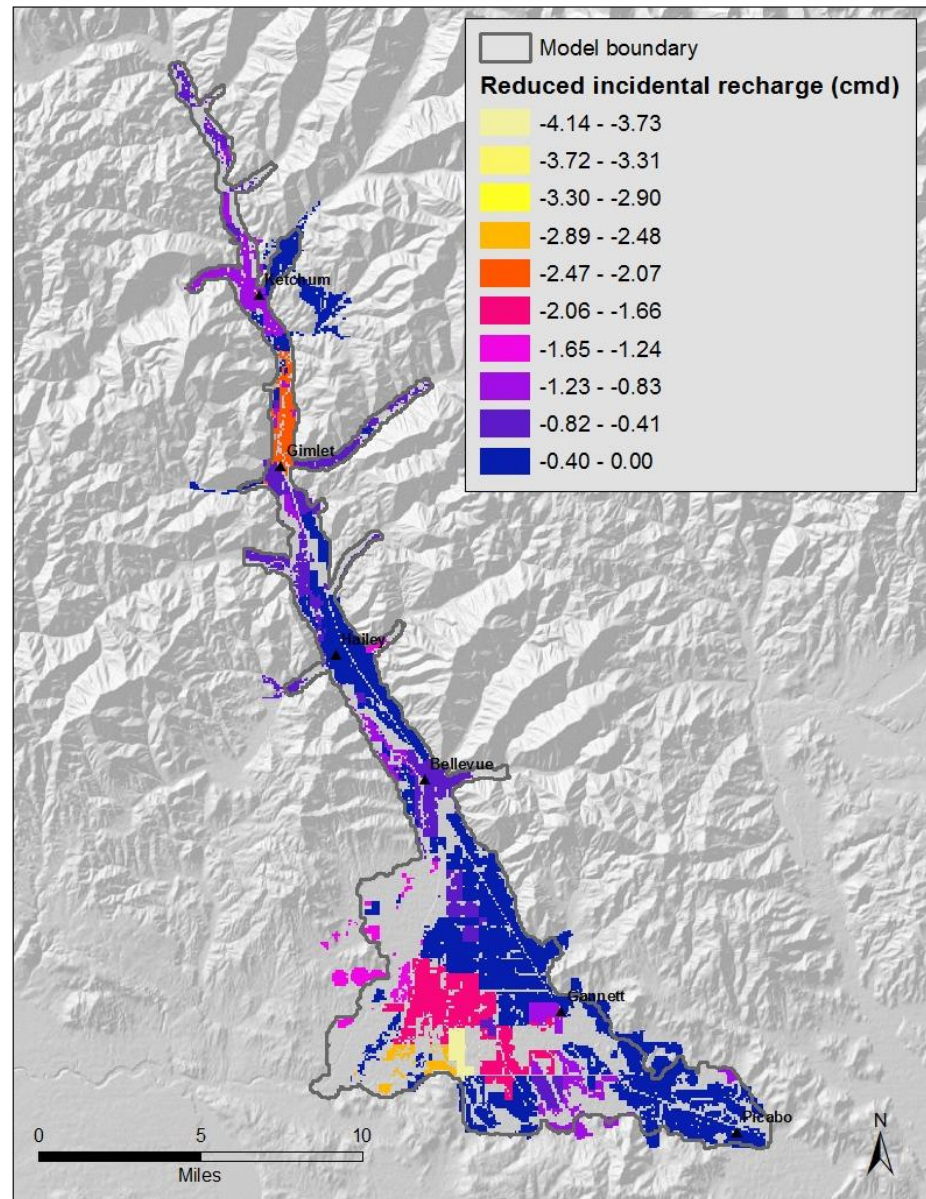 Model boundary
Reduced incidental recharge (cmd)
-4.14 - -3.73
-3.72 - -3.31
-3.30 - -2.90
-2.89 - -2.48
-2.47 - -2.07
-2.06 - -1.66
-1.65 - -1.24
-1.23 - -0.83
-0.82 - -0.41
-0.40 - 0.00
Ketchum
Gimlet
Hailey
Bellevue
Gannett
Picabo
0 5 10
Miles
N